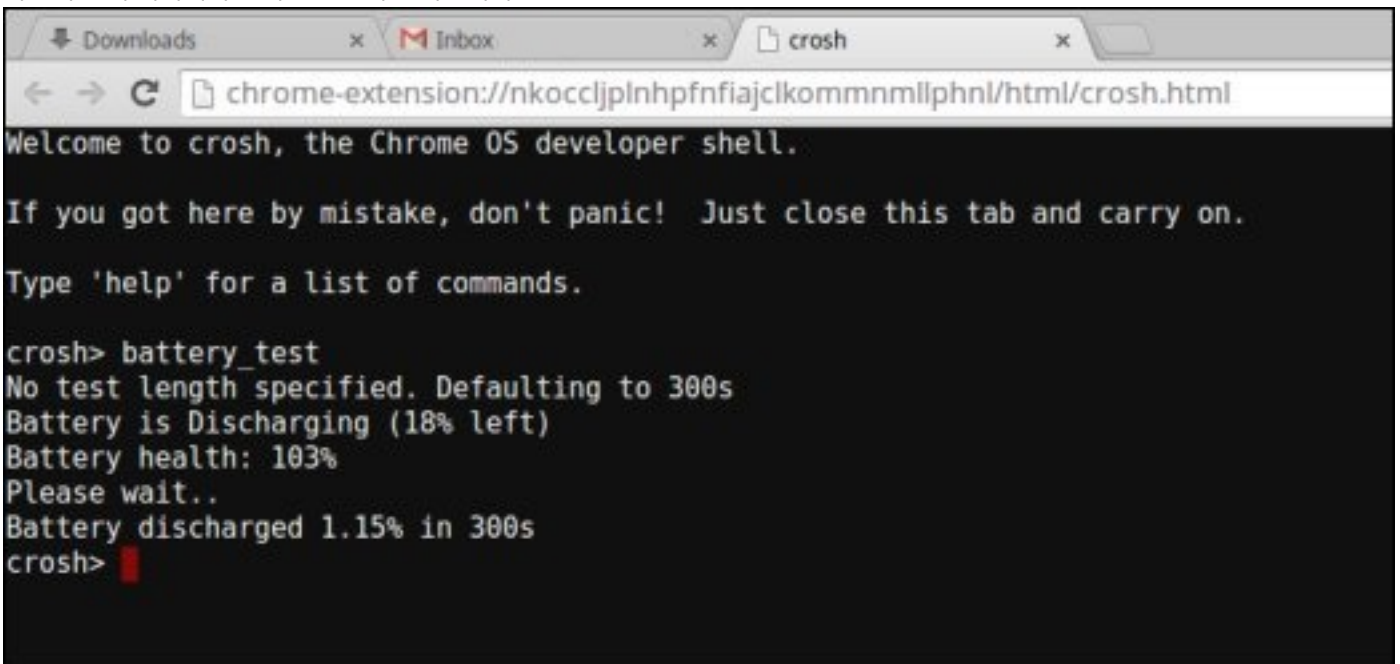 Downloads
Inbox
crosh
chrome-extension://nkoccljplnhpfnfiajclkommnmllphnl/html/crosh.html
Welcome to crosh, the Chrome OS developer shell.
If you got here by mistake, don't panic!  Just close this tab and carry on.
Type 'help' for a list of commands.
crosh> battery_test
No test length specified. Defaulting to 300s
Battery is Discharging (18% left)
Battery health: 103%
Please wait..
Battery discharged 1.15% in 300s
crosh>